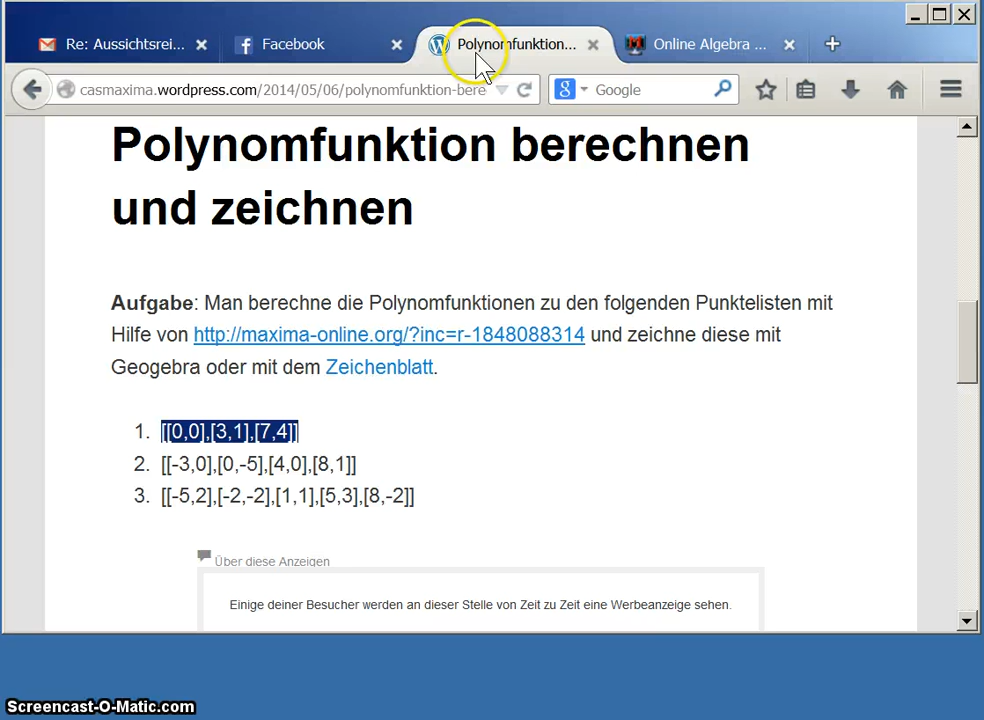 Re: Aussichtsrei... Facebook Polynomfunktion... Online Algebra ...
casmaxima.wordpress.com/2014/05/06/polynomfunktion-bere Google
Polynomfunktion berechnen
und zeichnen
Aufgabe: Man berechne die Polynomfunktionen zu den folgenden Punktelisten mit
Hilfe von http://maxima-online.org/?inc=r-1848088314 und zeichne diese mit
Geogebra oder mit dem Zeichenblatt.
1. [[0,0],[3,1],[7,4]]
2. [[-3,0],[0,-5],[4,0],[8,1]]
3. [[-5,2],[-2,-2],[1,1],[5,3],[8,-2]]
Über diese Anzeigen
Einige deiner Besucher werden an dieser Stelle von Zeit zu Zeit eine Werbeanzeige sehen.
Screencast-O-Matic.com